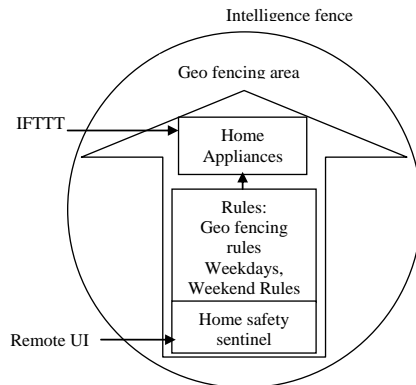 Intelligence fence
Geo fencing area
IFTTT
Home
Appliances
Rules:
Geo fencing
rules
Weekdays,
Weekend Rules
Home safety
sentinel
Remote UI